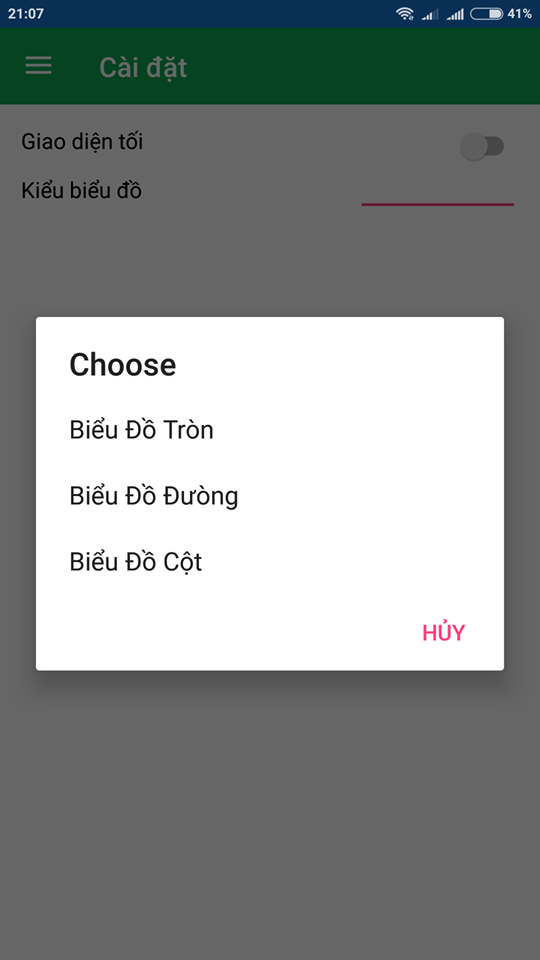 21:07
41%
Cài đặt
Giao diện tối
Kiểu biểu đồ
Choose
Biểu Đồ Tròn
Biểu Đồ Đưòng
Biểu Đồ Cột
HỦY